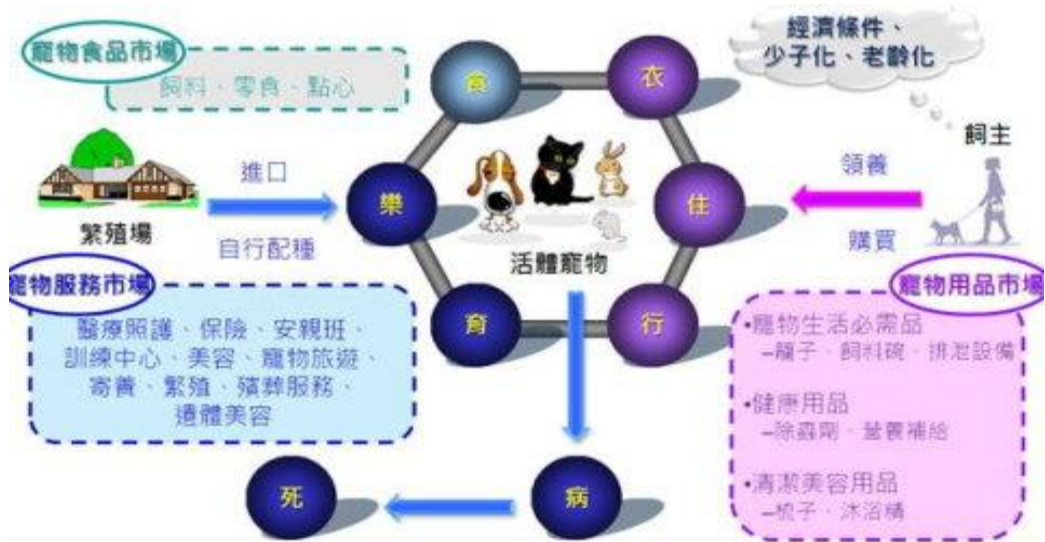 寵物食品市場
飼料、零食、點心
經濟條件、
少子化、老齡化
飼主
食
衣
樂
住
育
行
活體寵物
進口
自行配種
繁殖場
領養
購買
寵物服務市場
醫療照護、保險、安親班、
訓練中心、美容、寵物旅遊、
寄養、繁殖、殯葬服務、
遺體美容
寵物用品市場
•寵物生活必需品
–籠子、飼料碗、排泄設備
•健康用品
–除蟲劑、營養補給
•清潔美容用品
–梳子、沐浴精
死
病